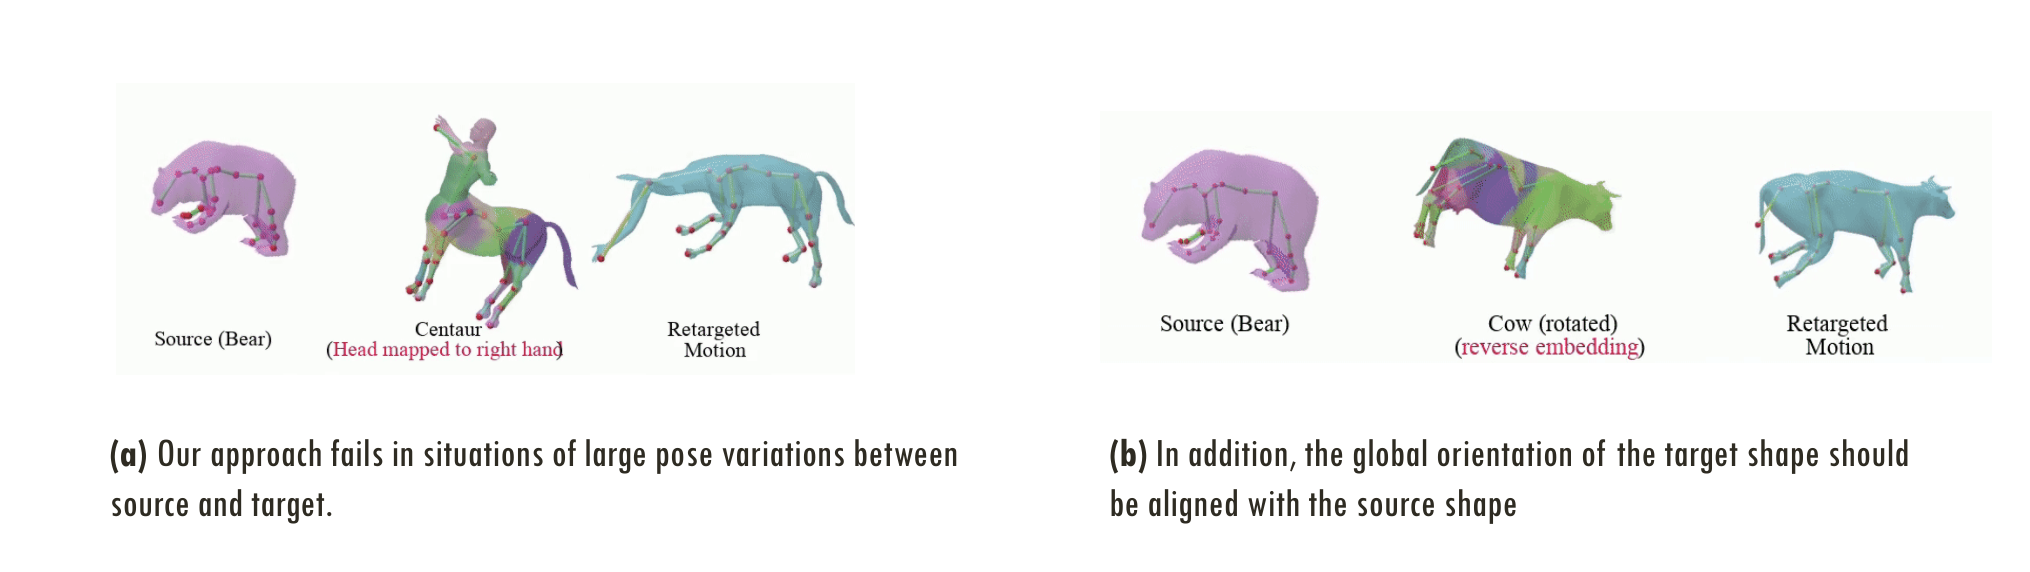 Source (Bear)
Centaur
(Head mapped to right hand)
Retargeted
Motion
(a) Our approach fails in situations of large pose variations between
source and target.
Source (Bear)
Cow (rotated)
(reverse embedding)
Retargeted
Motion
(b) In addition, the global orientation of the target shape should
be aligned with the source shape